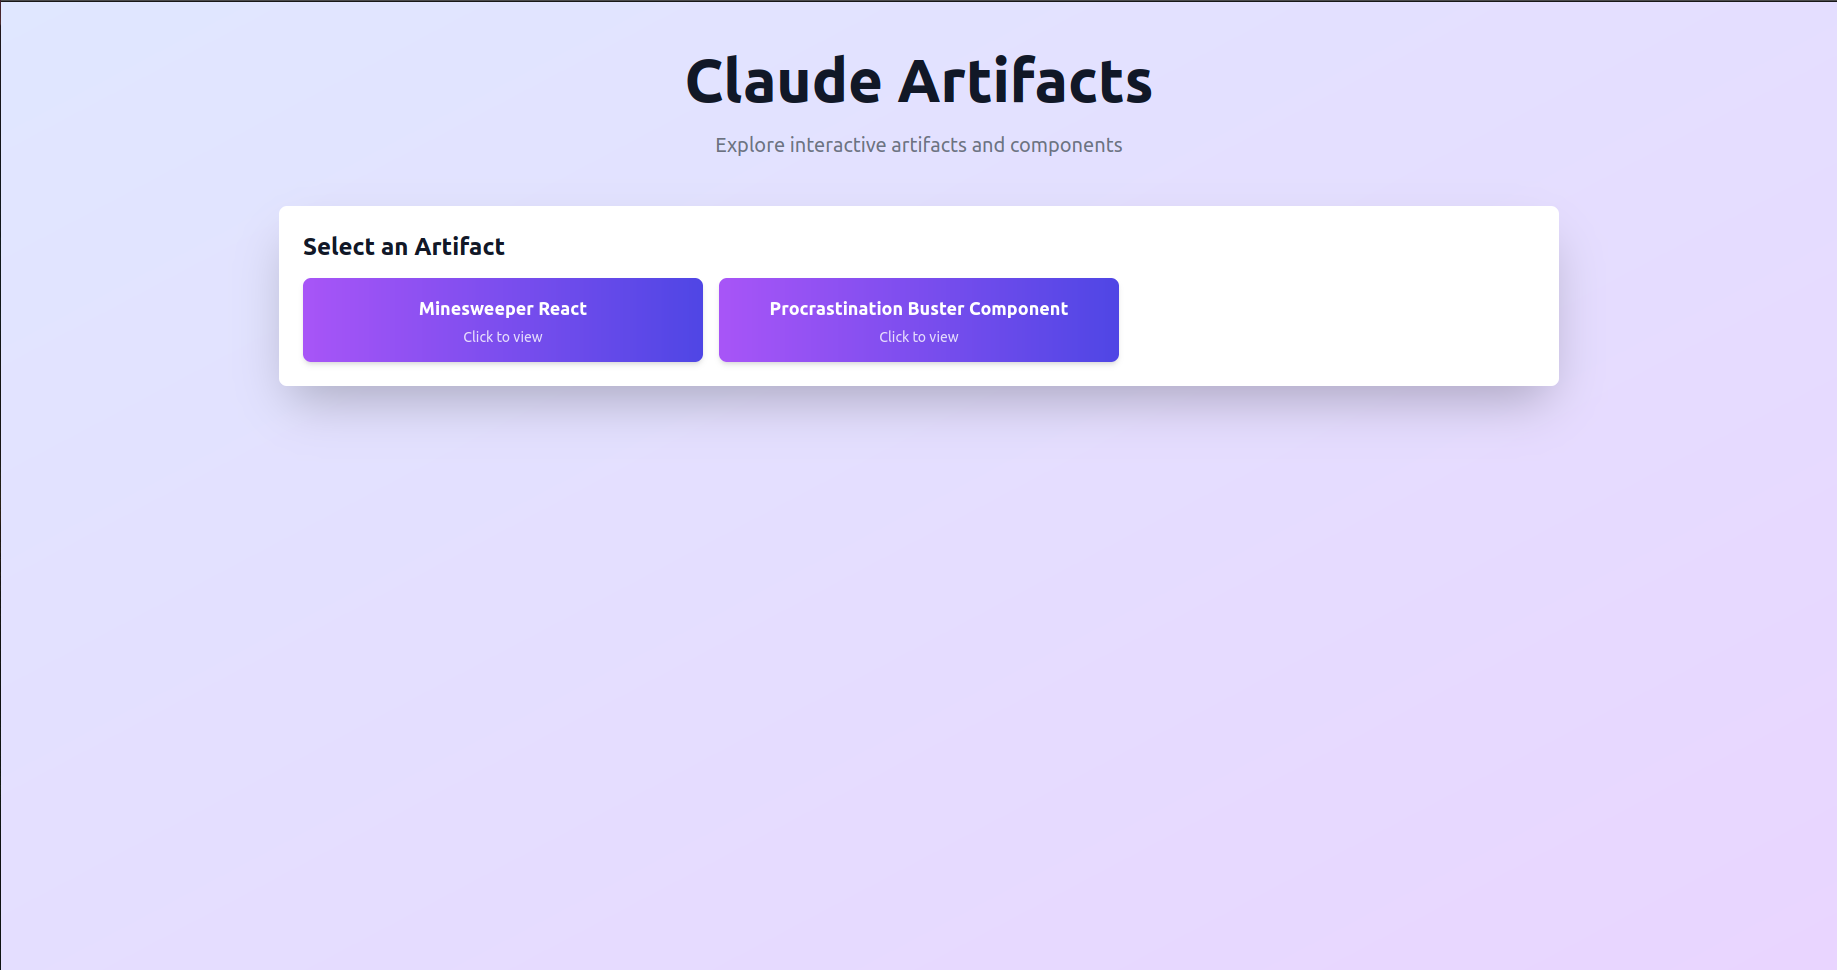 Claude Artifacts
Explore interactive artifacts and components
Select an Artifact
Minesweeper React
Click to view
Procrastination Buster Component
Click to view